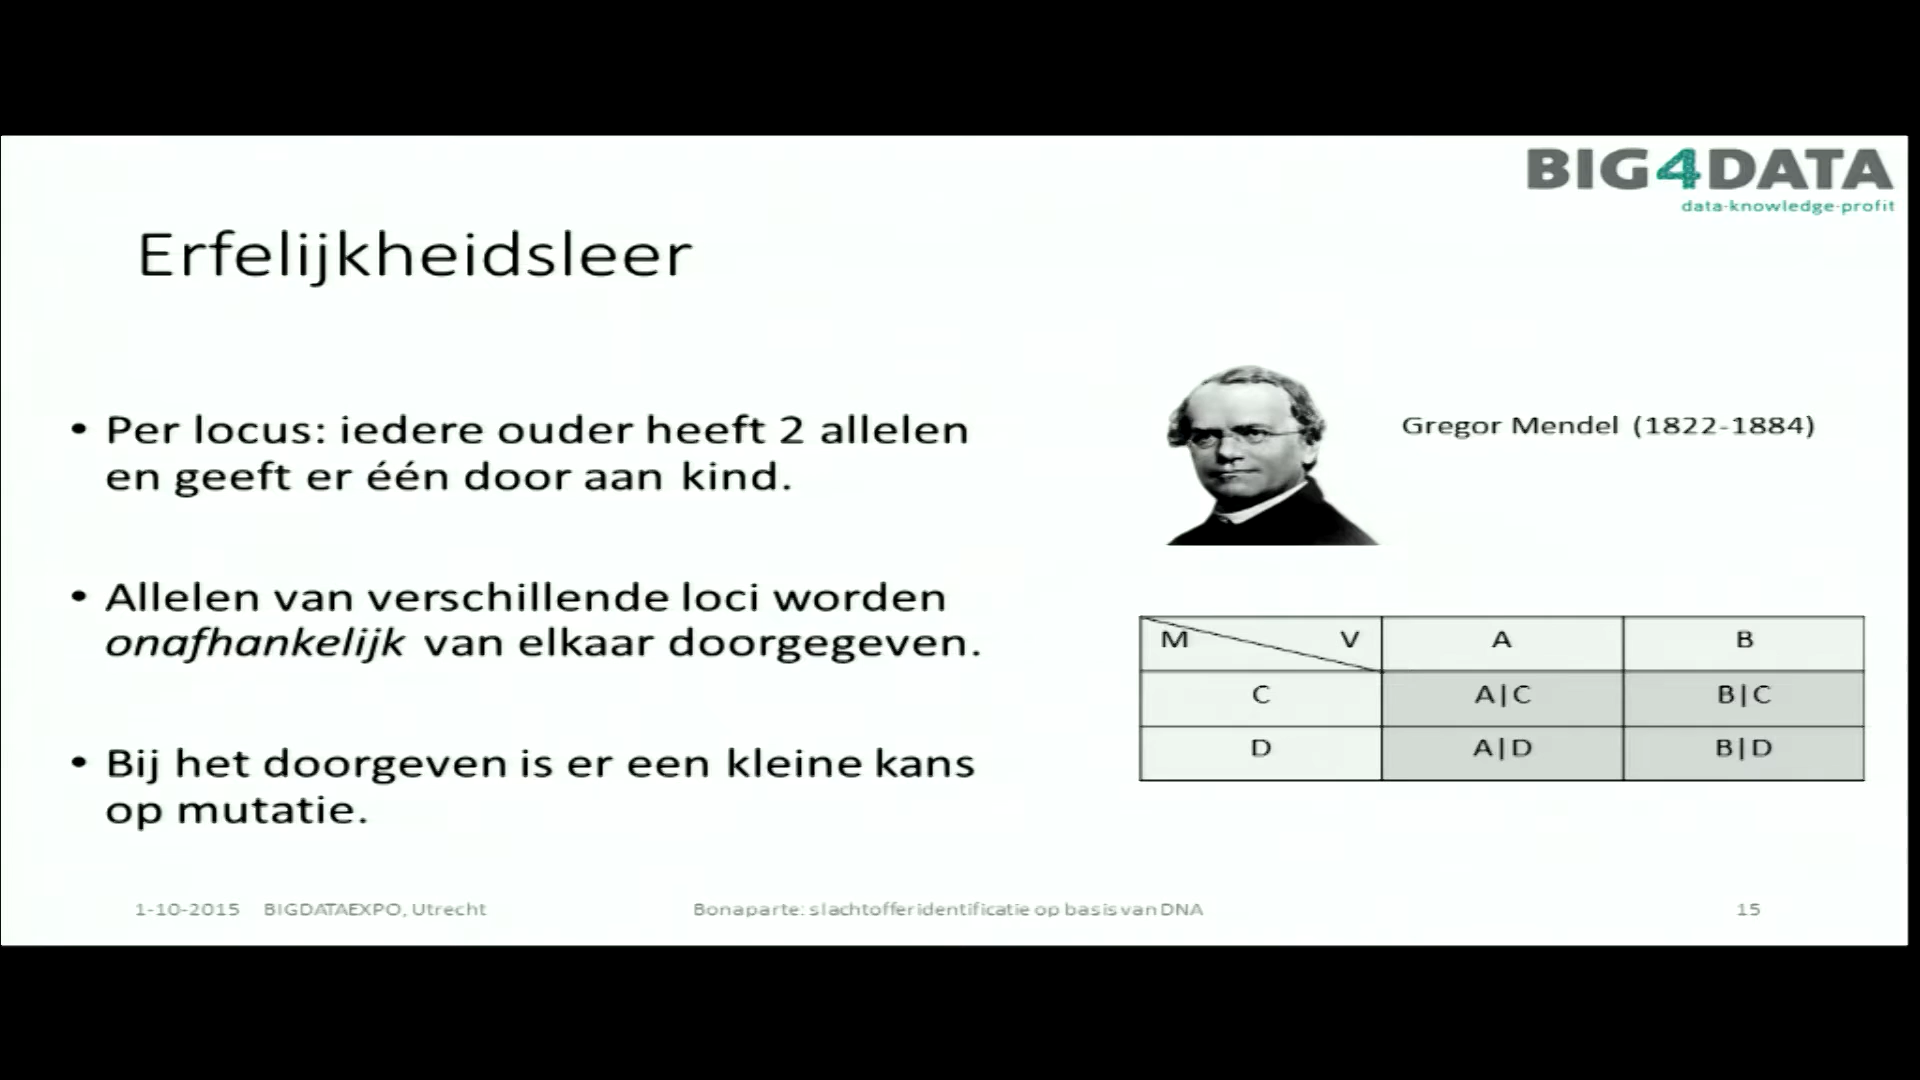 BIG4DATA
data-knowledge-profit
Erfelijkheidsleer
• Per locus: iedere ouder heeft 2 allelen
en geeft er één door aan kind.
• Allelen van verschillende loci worden
onafhankelijk van elkaar doorgegeven.
• Bij het doorgeven is er een kleine kans
op mutatie.
Gregor Mendel (1822-1884)
M V A B
C A|C B|C
D A|D B|D
1-10-2015 BIGDATAEXPO, Utrecht Bonaparte: slachtofferidentificatie op basis van DNA 15